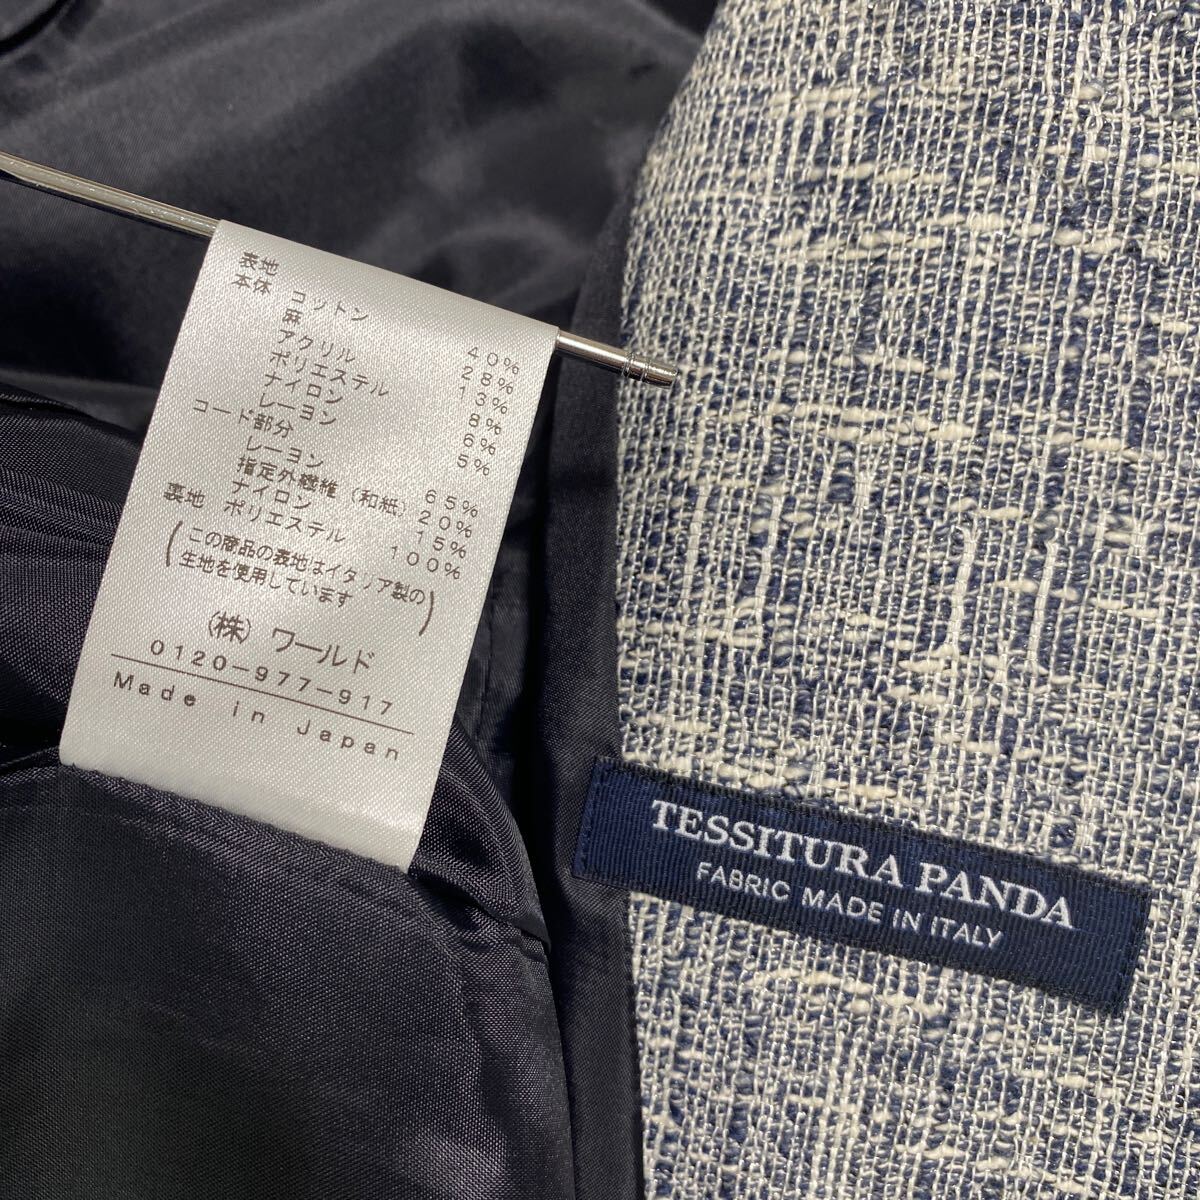 表地
本体 コットン 40%
麻 28%
アクリル 13%
ポリエステル 8%
ナイロン 6%
レーヨン 5%
コード部分
レーヨン 65%
指定外繊維(和紙) 20%
ナイロン 15%
裏地 ポリエステル 100%
(この商品の表地はイタリア製の
生地を使用しています)
(株)ワールド
0120-977-917
Made in Japan
TESSITURA PANDA
FABRIC MADE IN ITALY